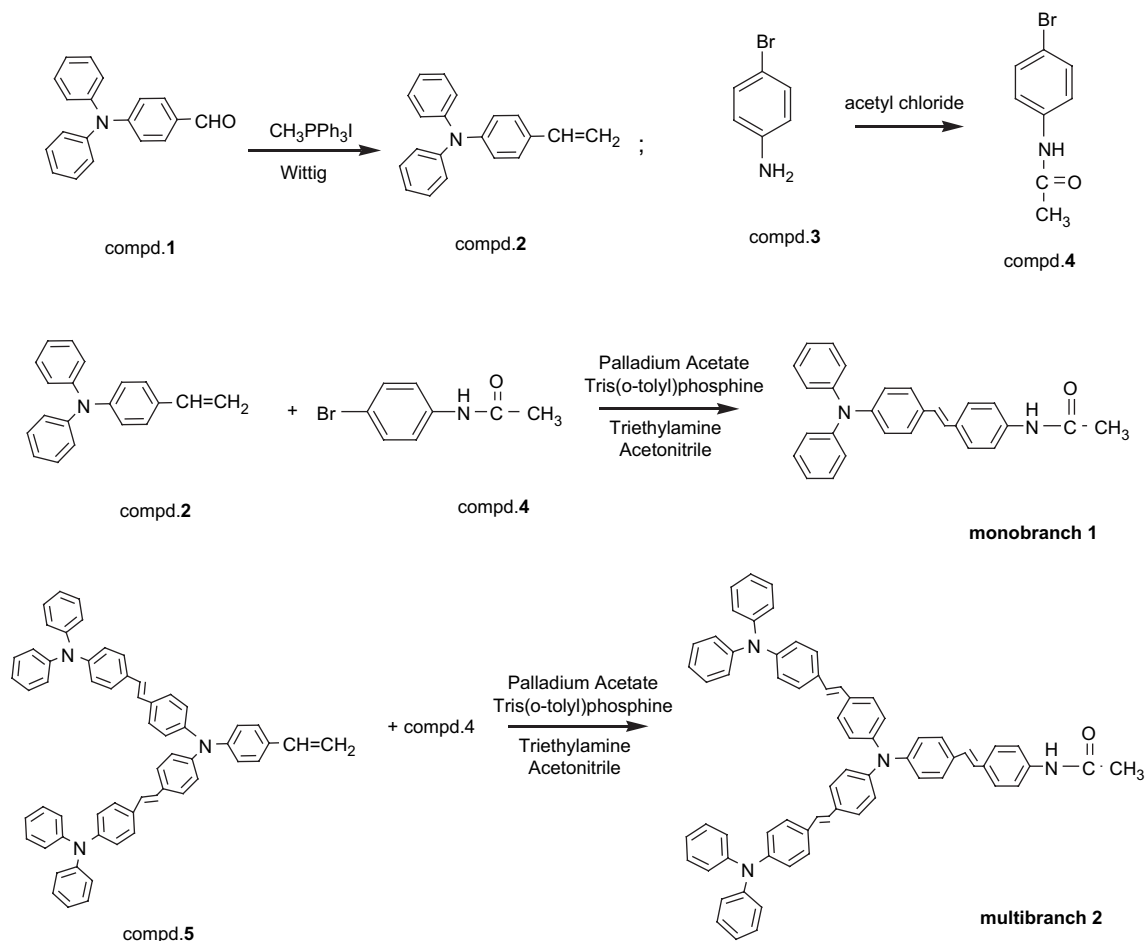 N
CHO
compd.1
CH3PPh3I
Wittig
N
CH=CH2
;
compd.2
Br
NH2
compd.3
acetyl chloride
Br
NH
C=O
CH3
compd.4
N
CH=CH2
compd.2
+
Br
H
N
O
C
CH3
compd.4
Palladium Acetate
Tris(o-tolyl)phosphine
Triethylamine
Acetonitrile
N
H
N
O
C
CH3
monobranch 1
N
N
CH=CH2
N
compd.5
+ compd.4
Palladium Acetate
Tris(o-tolyl)phosphine
Triethylamine
Acetonitrile
N
N
H
N
O
C
CH3
N
multibranch 2